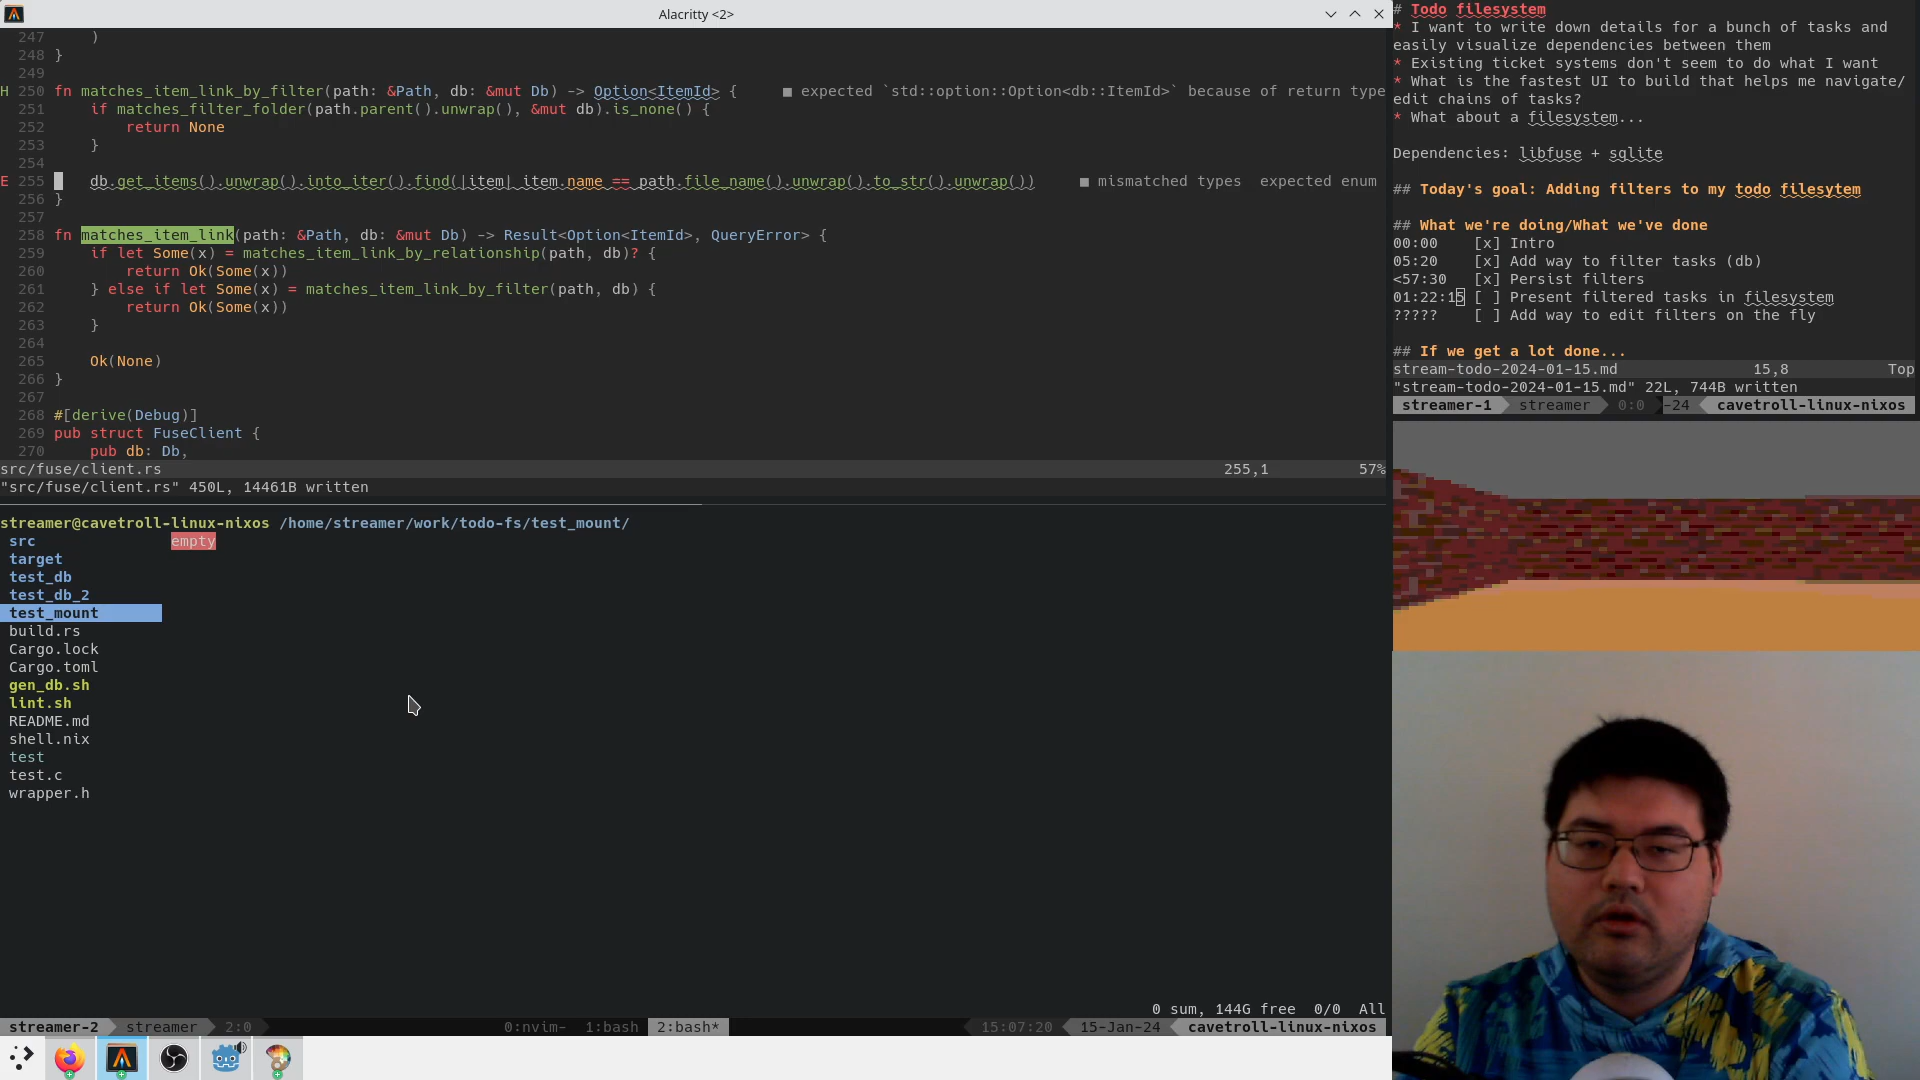 Alacritty <2>
247     )
248 }
249
H 250 fn matches_item_link_by_filter(path: &Path, db: &mut Db) -> Option<ItemId> {     ■ expected `std::option::Option<db::ItemId>` because of return type
251     if matches_filter_folder(path.parent().unwrap(), &mut db).is_none() {
252         return None
253     }
254
E 255     db.get_items().unwrap().into_iter().find(|item| item.name == path.file_name().unwrap().to_str().unwrap())     ■ mismatched types  expected enum
256 }
257
258 fn matches_item_link(path: &Path, db: &mut Db) -> Result<Option<ItemId>, QueryError> {
259     if let Some(x) = matches_item_link_by_relationship(path, db)? {
260         return Ok(Some(x))
261     } else if let Some(x) = matches_item_link_by_filter(path, db) {
262         return Ok(Some(x))
263     }
264
265     Ok(None)
266 }
267
268 #[derive(Debug)]
269 pub struct FuseClient {
270     pub db: Db,
src/fuse/client.rs 255,1 57%
"src/fuse/client.rs" 450L, 14461B written
streamer@cavetroll-linux-nixos /home/streamer/work/todo-fs/test_mount/
src empty
target
test_db
test_db_2
test_mount
build.rs
Cargo.lock
Cargo.toml
gen_db.sh
lint.sh
README.md
shell.nix
test
test.c
wrapper.h
0 sum, 144G free  0/0  All
streamer-2 streamer 2:0 0:nvim- 1:bash 2:bash* 15:07:20 15-Jan-24 cavetroll-linux-nixos
# Todo filesystem
* I want to write down details for a bunch of tasks and
easily visualize dependencies between them
* Existing ticket systems don't seem to do what I want
* What is the fastest UI to build that helps me navigate/
edit chains of tasks?
* What about a filesystem...
Dependencies: libfuse + sqlite
## Today's goal: Adding filters to my todo filesytem
## What we're doing/What we've done
00:00    [x] Intro
05:20    [x] Add way to filter tasks (db)
<57:30   [x] Persist filters
01:22:15 [ ] Present filtered tasks in filesystem
?????    [ ] Add way to edit filters on the fly
## If we get a lot done...
stream-todo-2024-01-15.md 15,8 Top
"stream-todo-2024-01-15.md" 22L, 744B written
streamer-1 streamer 0:0 -24 cavetroll-linux-nixos